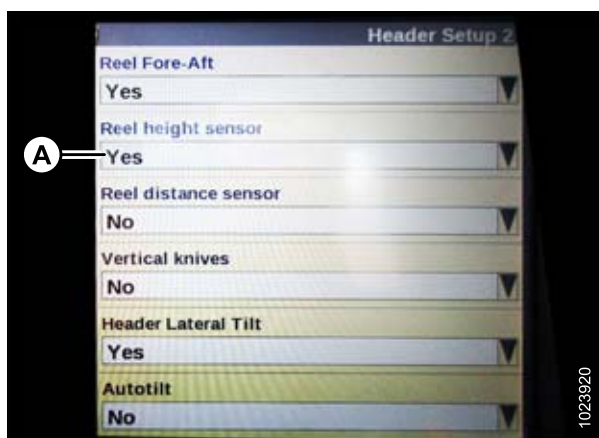 Header Setup 2
Reel Fore-Aft
Yes
Reel height sensor
A
Yes
Reel distance sensor
No
Vertical knives
No
Header Lateral Tilt
Yes
Autotilt
No
1023920